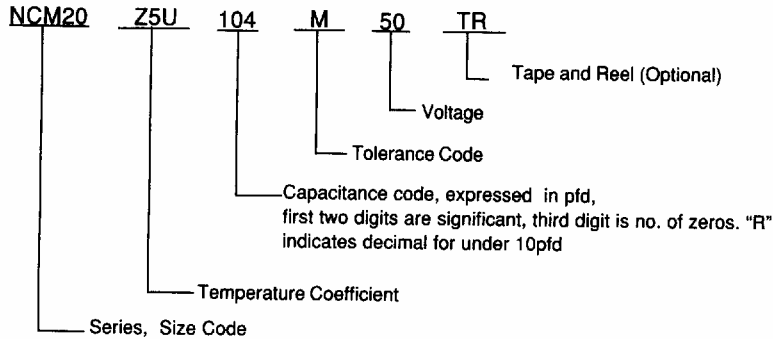 NCM20 Z5U 104 M 50 TR
Tape and Reel (Optional)
Voltage
Tolerance Code
Capacitance code, expressed in pfd,
first two digits are significant, third digit is no. of zeros. "R"
indicates decimal for under 10pfd
Temperature Coefficient
Series, Size Code